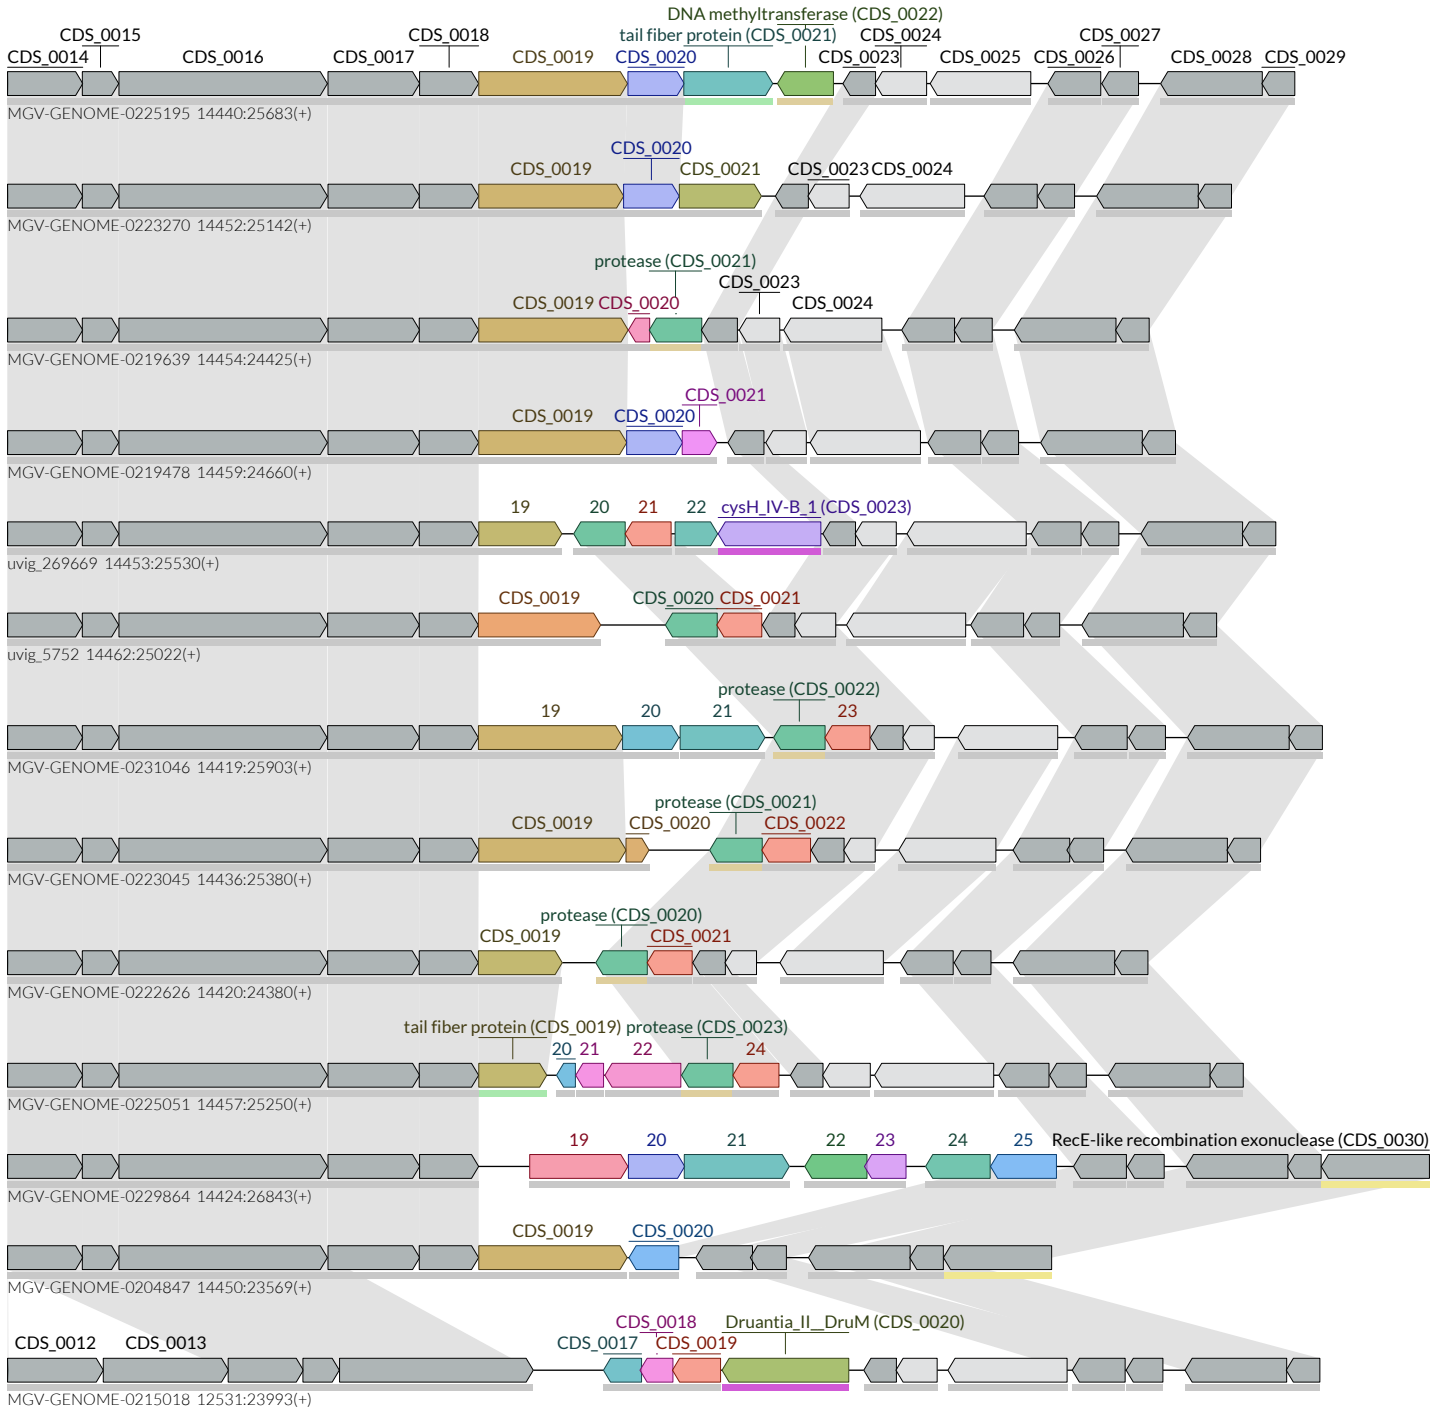 DNA methyltransferase (CDS_0022)
CDS_0015 CDS_0018 tail fiber protein (CDS_0021) CDS_0024 CDS_0027
CDS_0014 CDS_0016 CDS_0017 CDS_0019 CDS_0020 CDS_0023 CDS_0025 CDS_0026 CDS_0028 CDS_0029
MGV-GENOME-0225195 14440:25683(+)
CDS_0020
CDS_0019 CDS_0021 CDS_0023 CDS_0024
MGV-GENOME-0223270 14452:25142(+)
protease (CDS_0021)
CDS_0023
CDS_0019 CDS_0020 CDS_0024
MGV-GENOME-0219639 14454:24425(+)
CDS_0021
CDS_0019 CDS_0020
MGV-GENOME-0219478 14459:24660(+)
19 20 21 22 cysH_IV-B_1 (CDS_0023)
uvig_269669 14453:25530(+)
CDS_0019 CDS_0020 CDS_0021
uvig_5752 14462:25022(+)
protease (CDS_0022)
19 20 21 23
MGV-GENOME-0231046 14419:25903(+)
protease (CDS_0021)
CDS_0019 CDS_0020 CDS_0022
MGV-GENOME-0223045 14436:25380(+)
protease (CDS_0020)
CDS_0019 CDS_0021
MGV-GENOME-0222626 14420:24380(+)
tail fiber protein (CDS_0019) protease (CDS_0023)
20 21 22 24
MGV-GENOME-0225051 14457:25250(+)
19 20 21 22 23 24 25 RecE-like recombination exonuclease (CDS_0030)
MGV-GENOME-0229864 14424:26843(+)
CDS_0019 CDS_0020
MGV-GENOME-0204847 14450:23569(+)
CDS_0018 Druantia_II__DruM (CDS_0020)
CDS_0012 CDS_0013 CDS_0017 CDS_0019
MGV-GENOME-0215018 12531:23993(+)